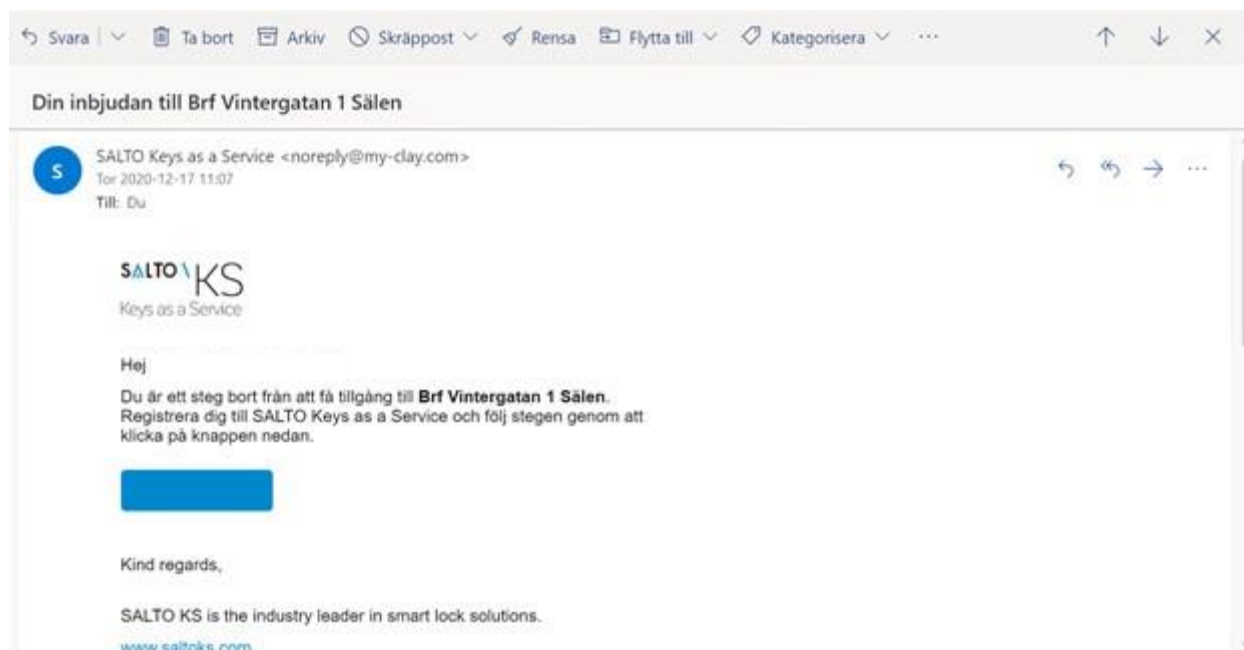 Svara Ta bort Arkiv Skräppost Rensa Flytta till Kategorisera ...
Din inbjudan till Brf Vintergatan 1 Sälen
S
SALTO Keys as a Service <noreply@my-clay.com>
Tor 2020-12-17 11:07
Till: Du
SALTO KS
Keys as a Service
Hej
Du är ett steg bort från att få tillgång till Brf Vintergatan 1 Sälen.
Registrera dig till SALTO Keys as a Service och följ stegen genom att
klicka på knappen nedan.
Kind regards,
SALTO KS is the industry leader in smart lock solutions.
www.saltoks.com